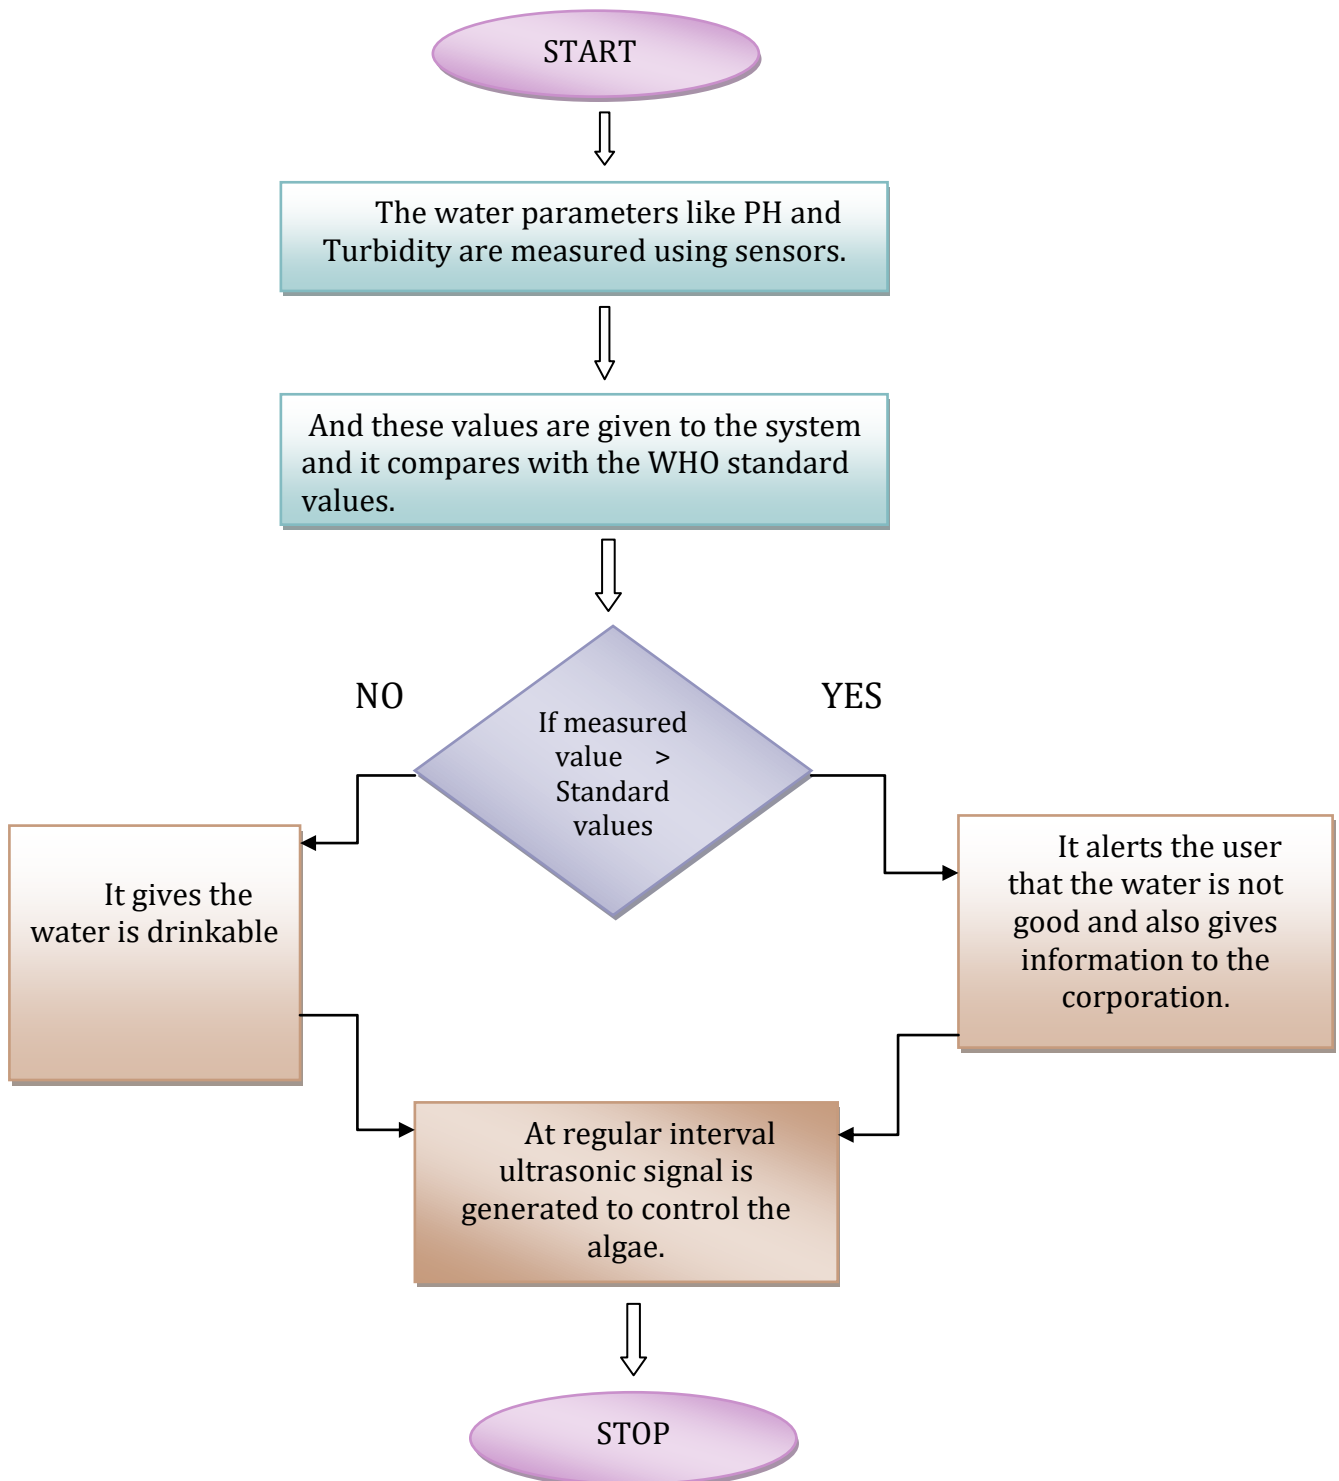 START
The water parameters like PH and
Turbidity are measured using sensors.
And these values are given to the system
and it compares with the WHO standard
values.
NO
YES
If measured
value >
Standard
values
It gives the
water is drinkable
It alerts the user
that the water is not
good and also gives
information to the
corporation.
At regular interval
ultrasonic signal is
generated to control the
algae.
STOP